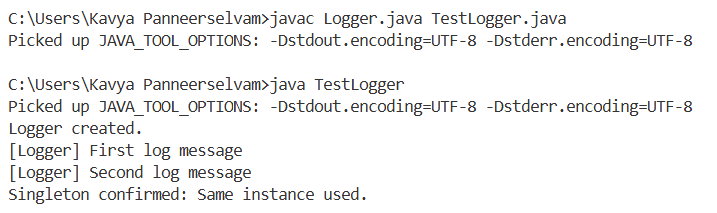 C:\Users\Kavya Panneerselvam>javac Logger.java TestLogger.java
Picked up JAVA_TOOL_OPTIONS: -Dstdout.encoding=UTF-8 -Dstderr.encoding=UTF-8
C:\Users\Kavya Panneerselvam>java TestLogger
Picked up JAVA_TOOL_OPTIONS: -Dstdout.encoding=UTF-8 -Dstderr.encoding=UTF-8
Logger created.
[Logger] First log message
[Logger] Second log message
Singleton confirmed: Same instance used.